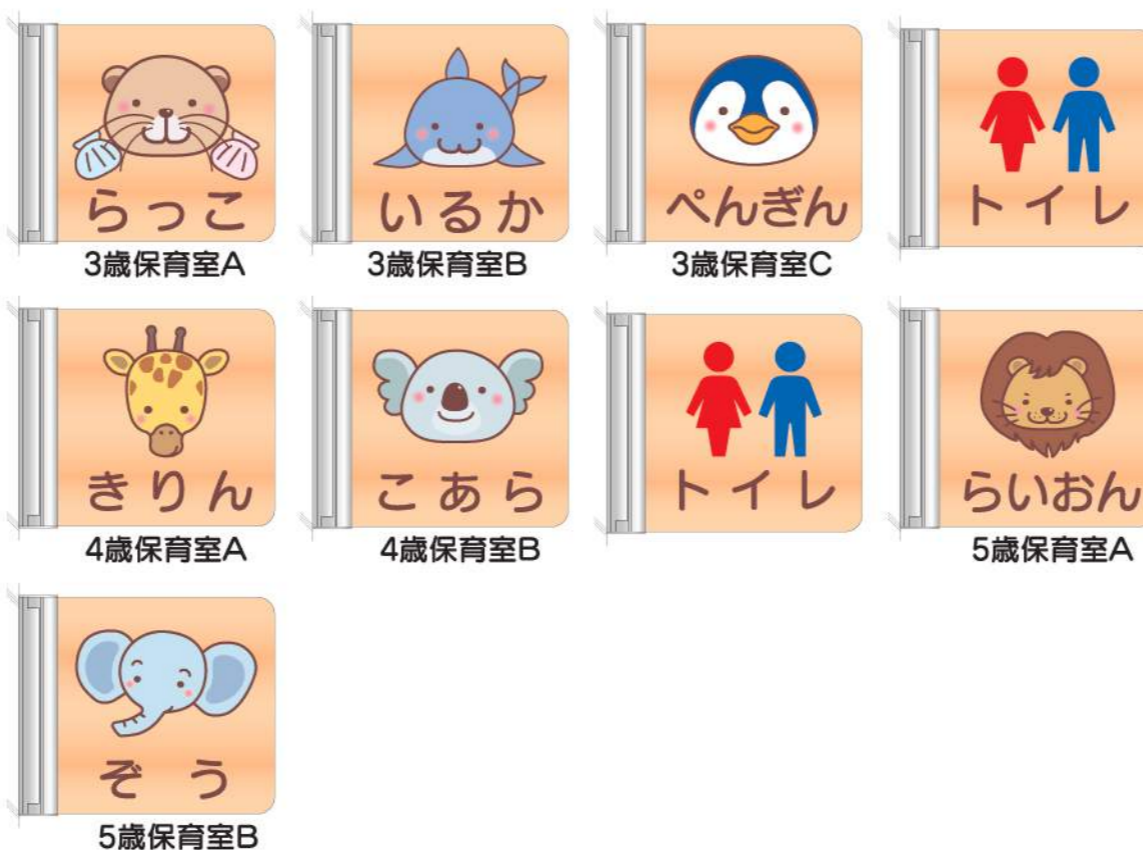 らっこ
3歳保育室A
いるか
3歳保育室B
ぺんぎん
3歳保育室C
トイレ
きりん
4歳保育室A
こあら
4歳保育室B
トイレ
らいおん
5歳保育室A
ぞう
5歳保育室B